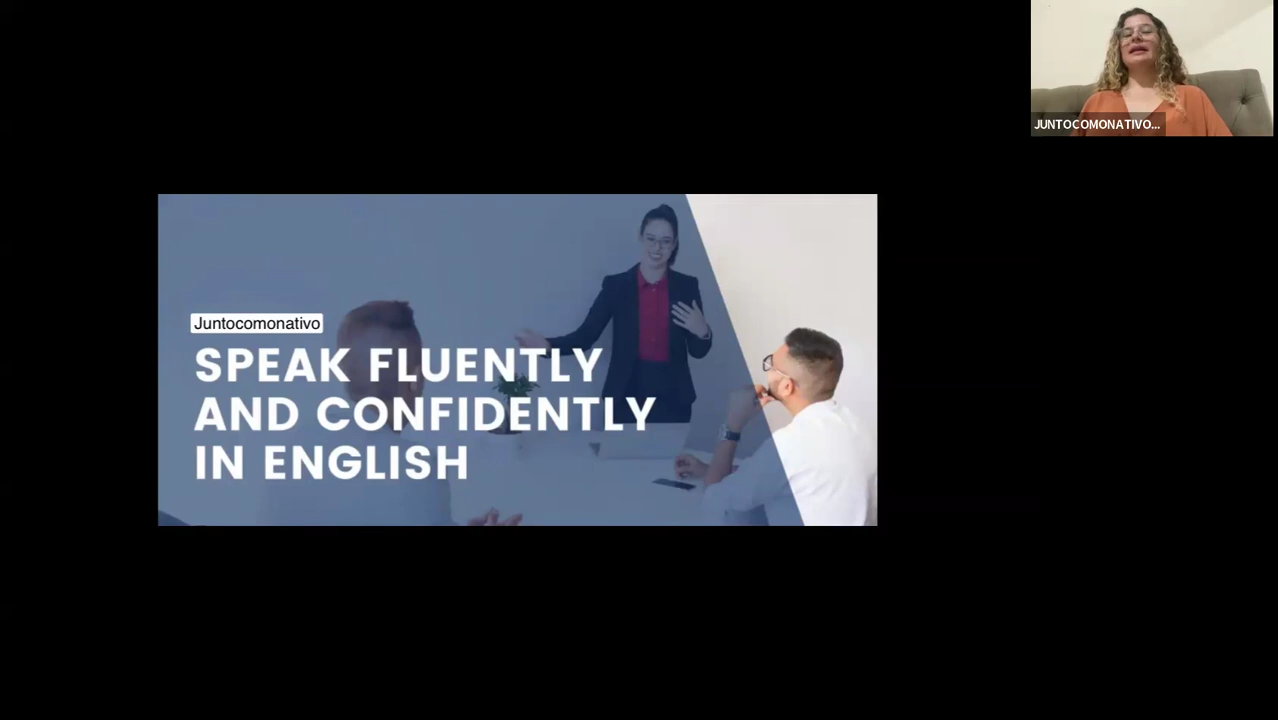 JUNTOCOMONATIVO...
Juntocomonativo
SPEAK FLUENTLY
AND CONFIDENTLY
IN ENGLISH